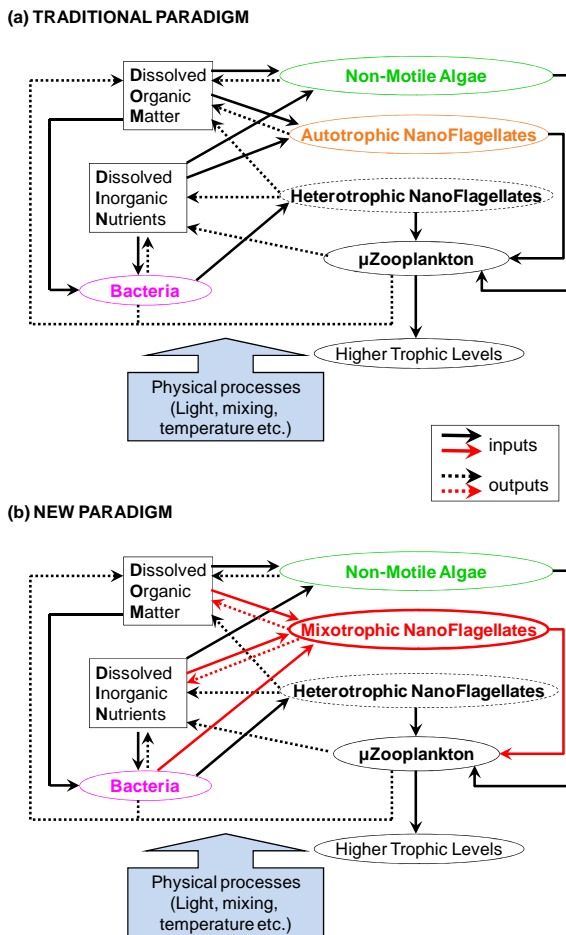 (a) TRADITIONAL PARADIGM
Dissolved
Organic
Matter
Non-Motile Algae
Autotrophic NanoFlagellates
Dissolved
Inorganic
Nutrients
Heterotrophic NanoFlagellates
µZooplankton
Bacteria
Higher Trophic Levels
Physical processes
(Light, mixing,
temperature etc.)
inputs
outputs
(b) NEW PARADIGM
Dissolved
Organic
Matter
Non-Motile Algae
Mixotrophic NanoFlagellates
Dissolved
Inorganic
Nutrients
Heterotrophic NanoFlagellates
µZooplankton
Bacteria
Higher Trophic Levels
Physical processes
(Light, mixing,
temperature etc.)